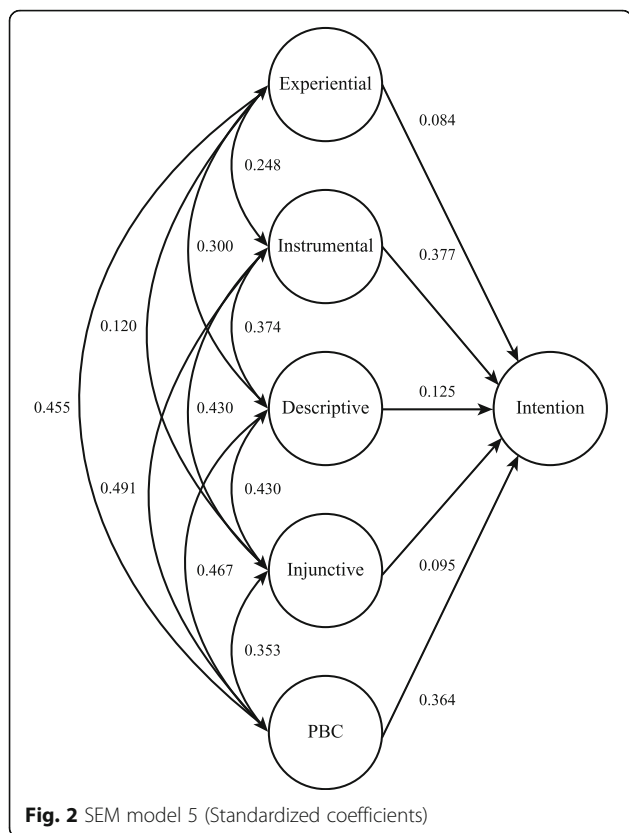 Experiential
0.084
0.248
Instrumental
0.300
0.377
0.120
0.374
0.455
0.430
Descriptive
0.125
Intention
0.491
0.430
0.467
Injunctive
0.095
0.353
0.364
PBC
Fig. 2 SEM model 5 (Standardized coefficients)